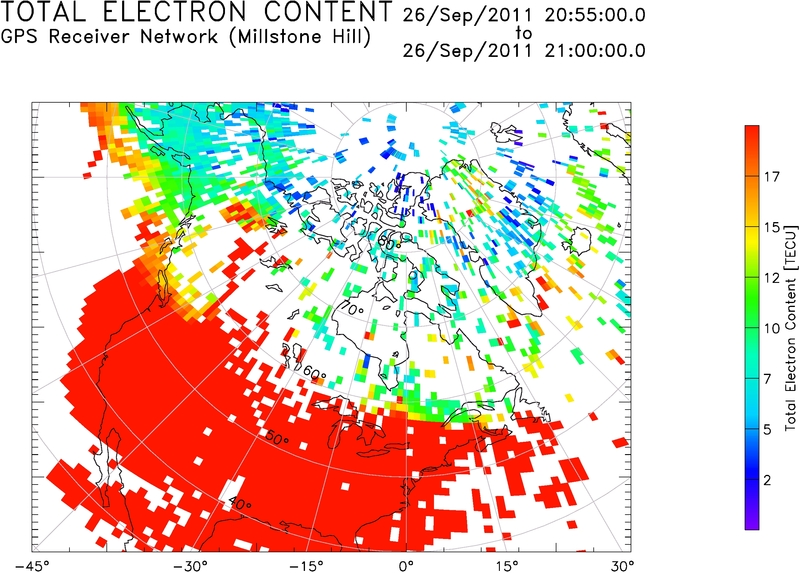 TOTAL ELECTRON CONTENT 26/Sep/2011 20:55:00.0
GPS Receiver Network (Millstone Hill) to
26/Sep/2011 21:00:00.0
80°
70°
60°
50°
40°
-45° -30° -15° 0° 15° 30°
17
15
12
10
7
5
2
Total Electron Content [TECU]